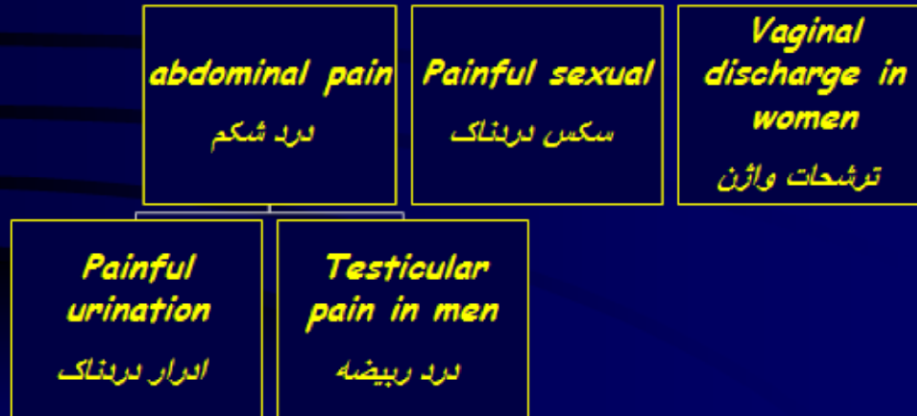 abdominal pain
درد شکم
Painful sexual
سکس دردناک
Vaginal
discharge in
women
ترشحات واژن
Painful
urination
ادرار دردناک
Testicular
pain in men
درد ربیضه